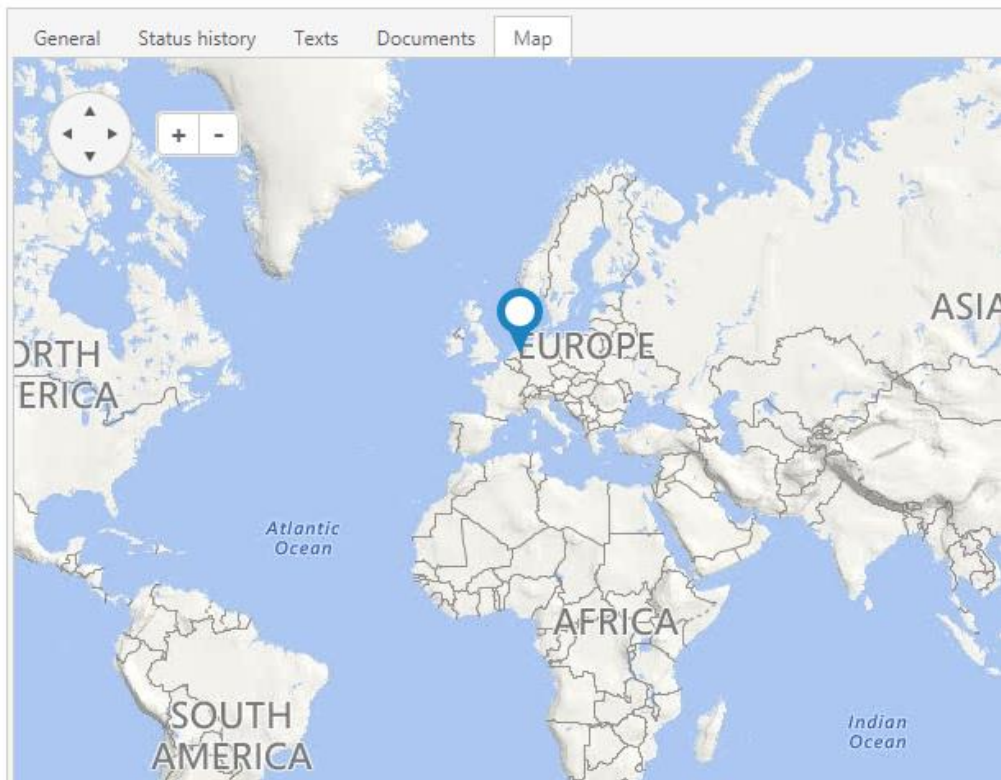 General Status history Texts Documents Map
+ -
ASIA
EUROPE
ORTH
ERICA
Atlantic
Ocean
AFRICA
SOUTH
AMERICA
Indian
Ocean